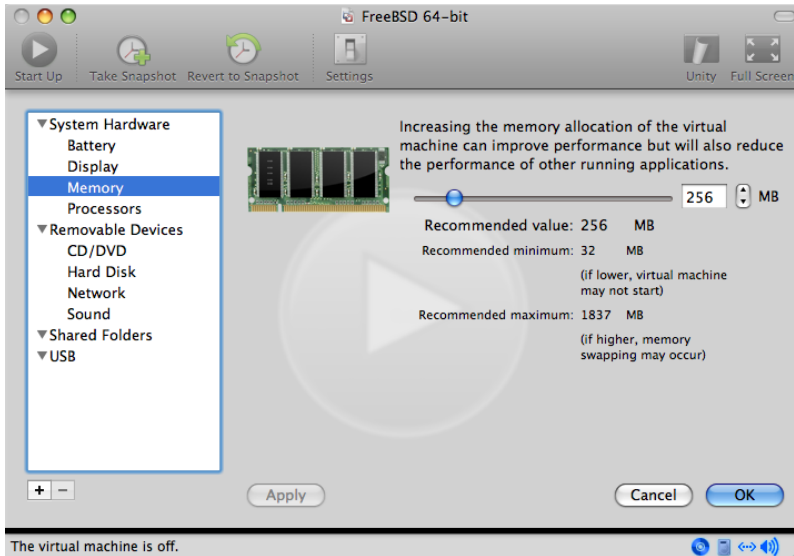 FreeBSD 64-bit
Start Up Take Snapshot Revert to Snapshot Settings Unity Full Screen
System Hardware
Battery
Display
Memory
Processors
Removable Devices
CD/DVD
Hard Disk
Network
Sound
Shared Folders
USB
Increasing the memory allocation of the virtual
machine can improve performance but will also reduce
the performance of other running applications.
256 MB
Recommended value: 256 MB
Recommended minimum: 32 MB
(if lower, virtual machine
may not start)
Recommended maximum: 1837 MB
(if higher, memory
swapping may occur)
+ −
Apply Cancel OK
The virtual machine is off.